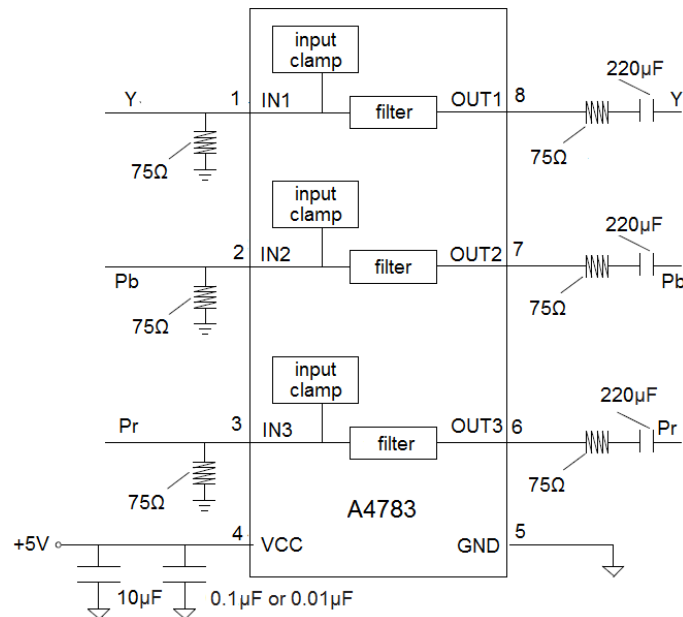 input
clamp
220μF
Y
1
IN1
filter
OUT1
8
Y
75Ω
75Ω
input
clamp
220μF
2
IN2
filter
OUT2
7
Pb
Pb
75Ω
75Ω
input
clamp
220μF
Pr
3
IN3
filter
OUT3
6
Pr
75Ω
75Ω
A4783
+5V
4
VCC
GND
5
10μF
0.1μF or 0.01μF